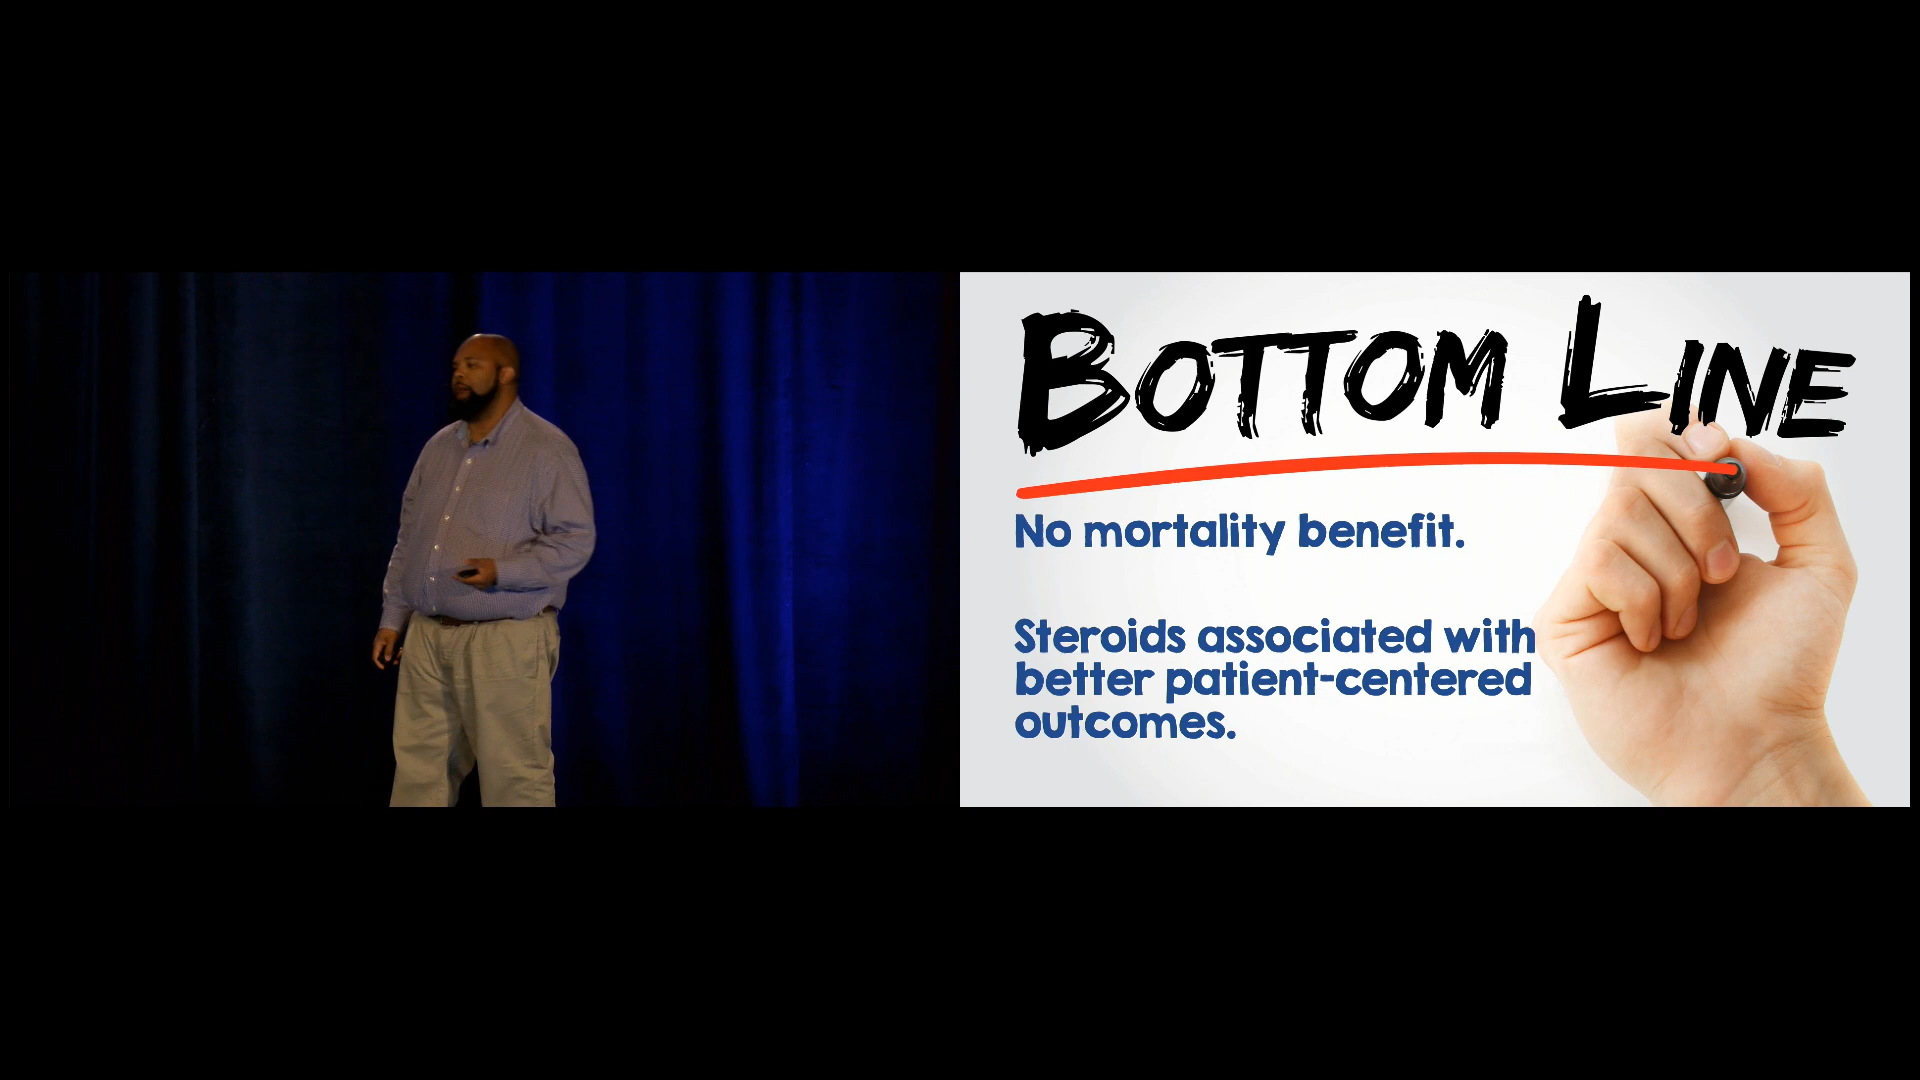 BOTTOM LINE
No mortality benefit.
Steroids associated with
better patient-centered
outcomes.